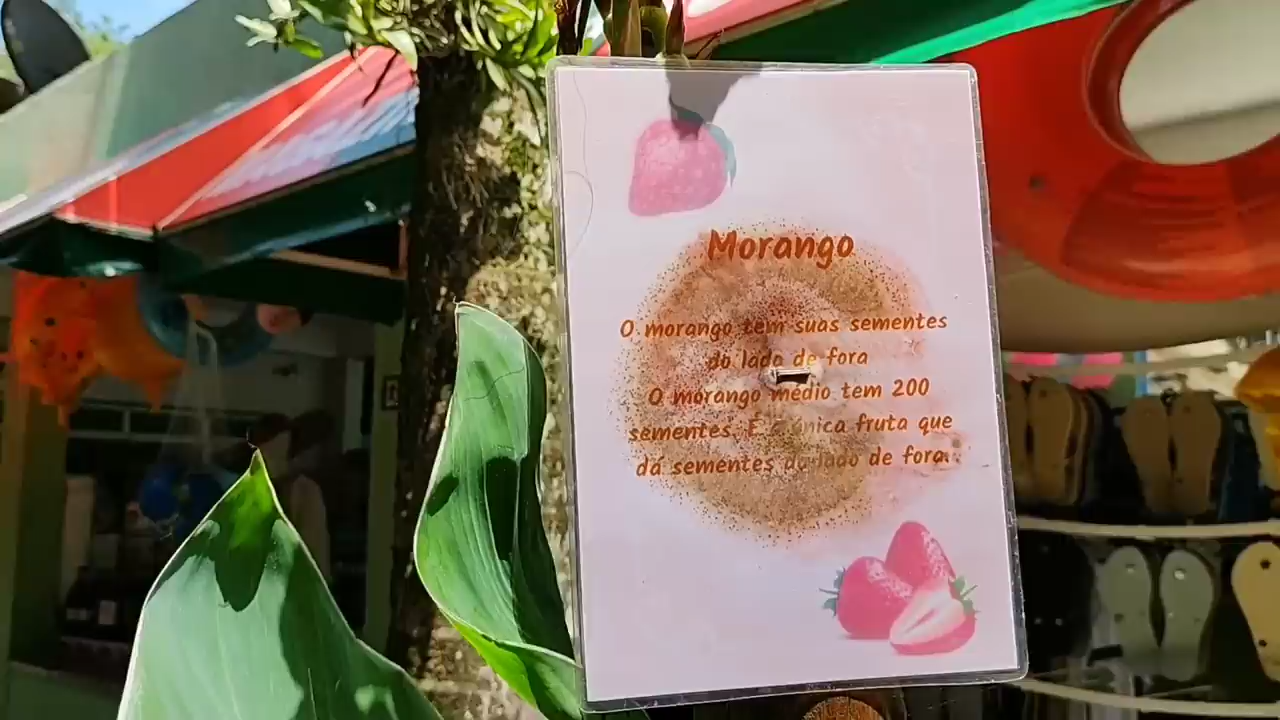 Morango
O morango tem suas sementes
do lado de fora
O morango médio tem 200
sementes. É a única fruta que
dá sementes do lado de fora.